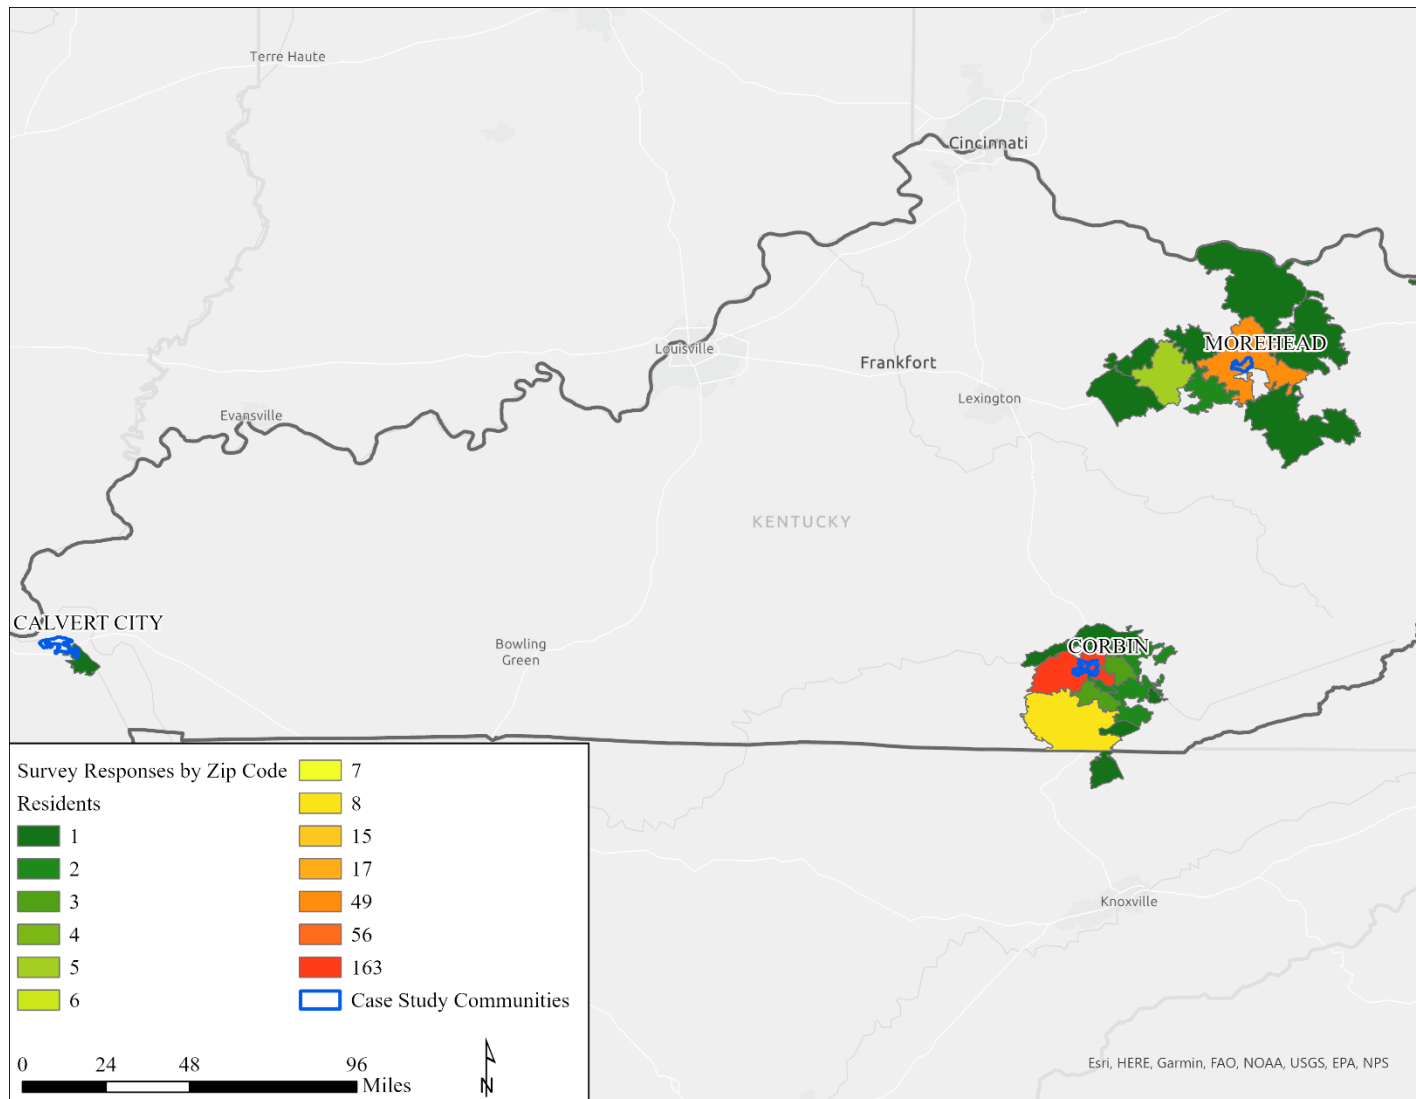 Terre Haute
Cincinnati
MOREHEAD
Louisville
Frankfort
Lexington
Evansville
KENTUCKY
CALVERT CITY
Bowling
Green
CORBIN
Survey Responses by Zip Code
Residents
1
2
3
4
5
6
7
8
15
17
49
56
163
Case Study Communities
Knoxville
0 24 48 96
Miles
N
Esri, HERE, Garmin, FAO, NOAA, USGS, EPA, NPS